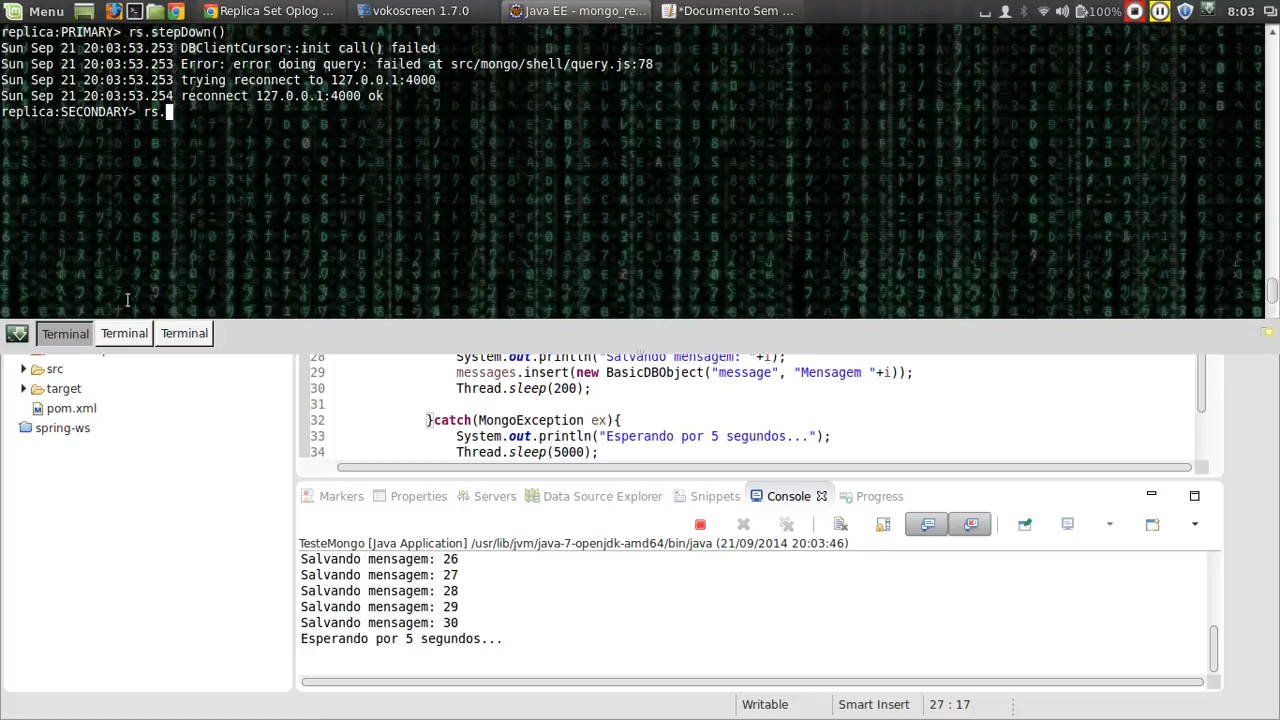 Menu
Replica Set Oplog ...
vokoscreen 1.7.0
Java EE - mongo_re...
*Documento Sem ...
100%
8:03
replica:PRIMARY> rs.stepDown()
Sun Sep 21 20:03:53.253 DBClientCursor::init call() failed
Sun Sep 21 20:03:53.253 Error: error doing query: failed at src/mongo/shell/query.js:78
Sun Sep 21 20:03:53.253 trying reconnect to 127.0.0.1:4000
Sun Sep 21 20:03:53.254 reconnect 127.0.0.1:4000 ok
replica:SECONDARY> rs.
Terminal
Terminal
Terminal
src
target
pom.xml
spring-ws
28 System.out.println("Salvando mensagem: "+i);
29 messages.insert(new BasicDBObject("message", "Mensagem "+i));
30 Thread.sleep(200);
31
32 }catch(MongoException ex){
33 System.out.println("Esperando por 5 segundos...");
34 Thread.sleep(5000);
Markers Properties Servers Data Source Explorer Snippets Console Progress
TesteMongo [Java Application] /usr/lib/jvm/java-7-openjdk-amd64/bin/java (21/09/2014 20:03:46)
Salvando mensagem: 26
Salvando mensagem: 27
Salvando mensagem: 28
Salvando mensagem: 29
Salvando mensagem: 30
Esperando por 5 segundos...
Writable
Smart Insert
27 : 17